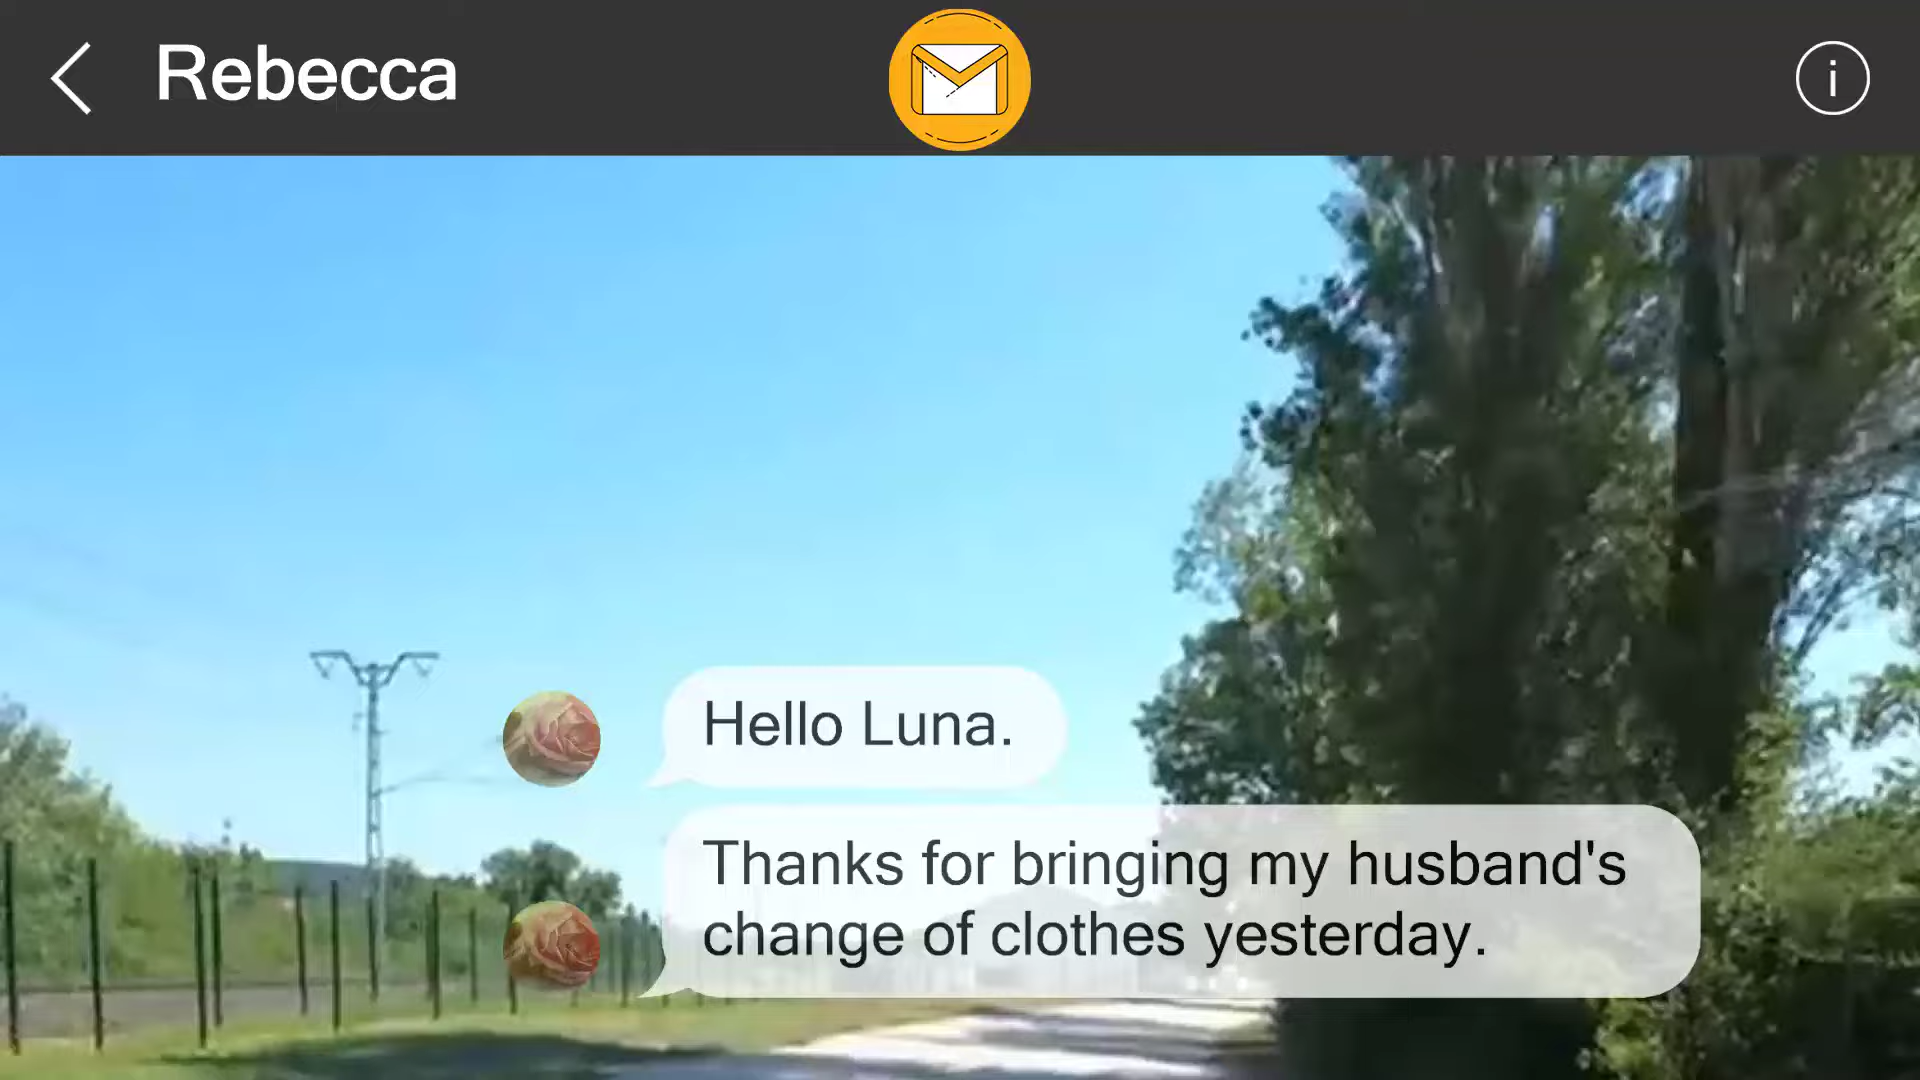 Rebecca
Hello Luna.
Thanks for bringing my husband's
change of clothes yesterday.